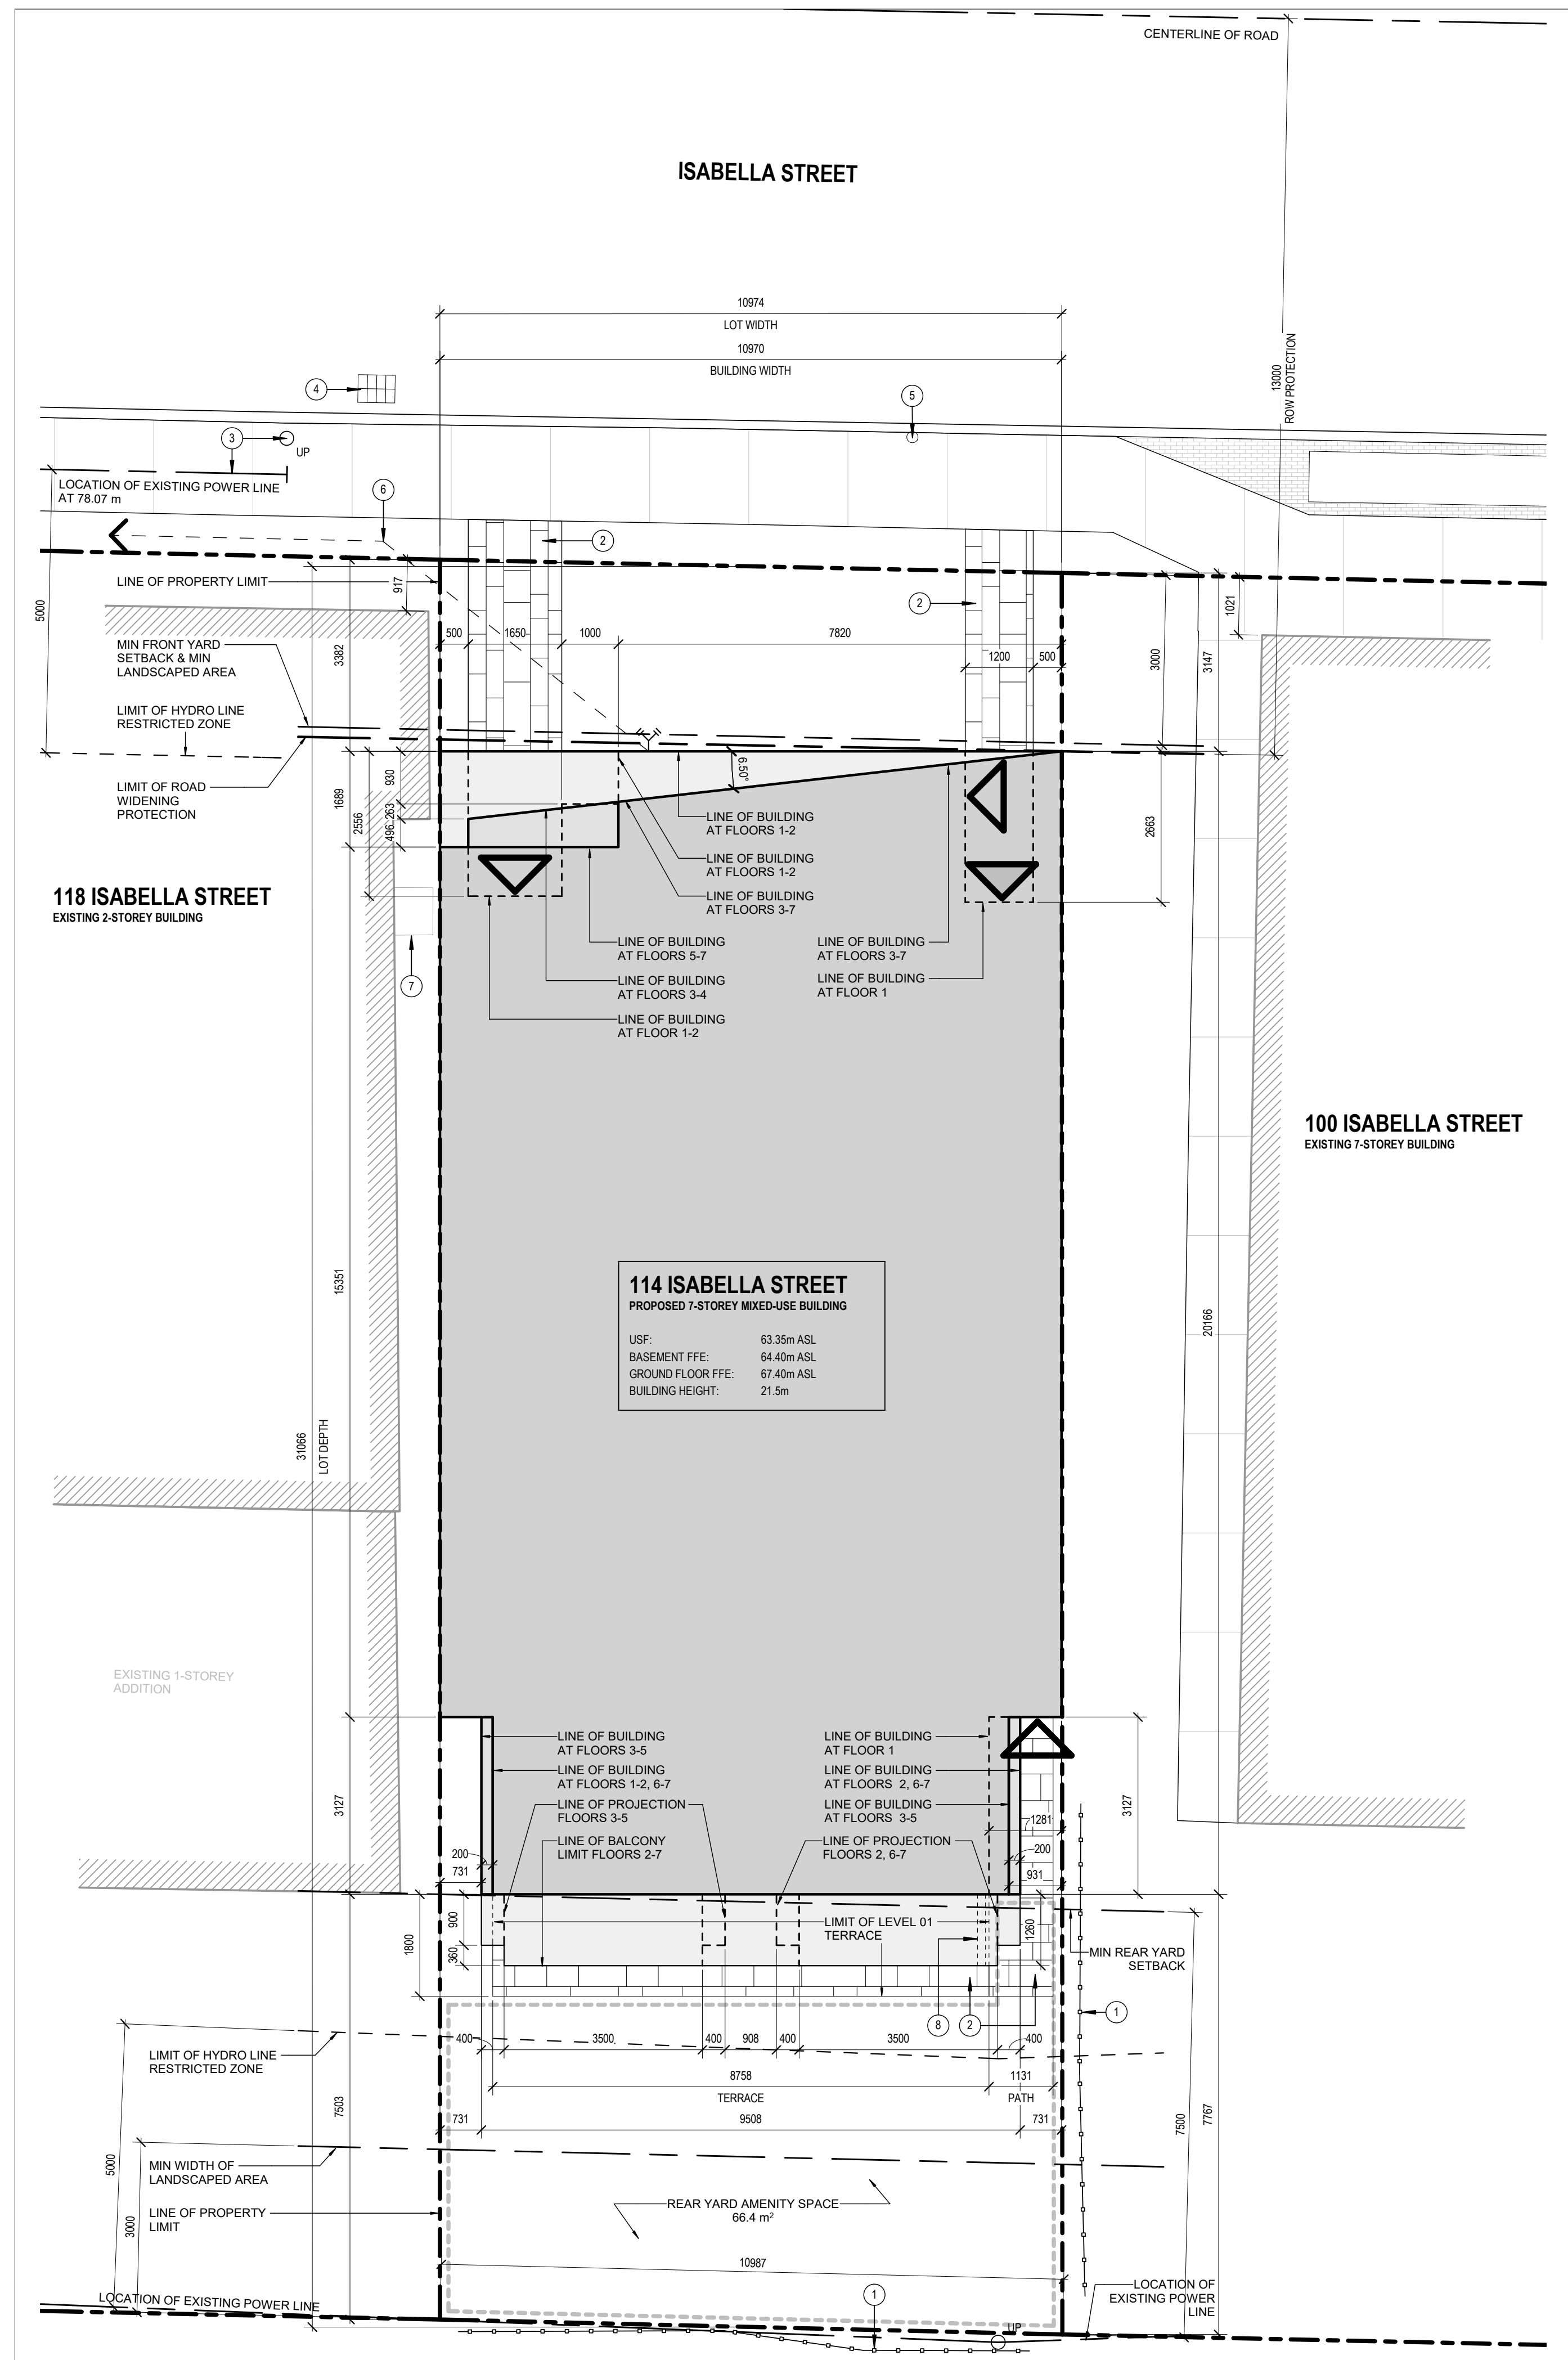 CENTERLINE OF ROAD
ISABELLA STREET
10974
LOT WIDTH
10970
BUILDING WIDTH
13000
ROW PROTECTION
4
5
3
UP
LOCATION OF EXISTING POWER LINE
AT 78.07 m
6
2
LINE OF PROPERTY LIMIT
917
5000
2
1021
500
1650
1000
7820
1200
500
3382
3000
3147
MIN FRONT YARD
SETBACK & MIN
LANDSCAPED AREA
LIMIT OF HYDRO LINE
RESTRICTED ZONE
LIMIT OF ROAD
WIDENING
PROTECTION
930
263
496
1689
2556
6.50°
2663
LINE OF BUILDING
AT FLOORS 1-2
LINE OF BUILDING
AT FLOORS 1-2
LINE OF BUILDING
AT FLOORS 3-7
118 ISABELLA STREET
EXISTING 2-STOREY BUILDING
LINE OF BUILDING
AT FLOORS 5-7
LINE OF BUILDING
AT FLOORS 3-7
LINE OF BUILDING
AT FLOORS 3-4
LINE OF BUILDING
AT FLOOR 1
7
LINE OF BUILDING
AT FLOOR 1-2
100 ISABELLA STREET
EXISTING 7-STOREY BUILDING
114 ISABELLA STREET
PROPOSED 7-STOREY MIXED-USE BUILDING
USF: 63.35m ASL
BASEMENT FFE: 64.40m ASL
GROUND FLOOR FFE: 67.40m ASL
BUILDING HEIGHT: 21.5m
15351
20166
31066
LOT DEPTH
EXISTING 1-STOREY
ADDITION
LINE OF BUILDING
AT FLOORS 3-5
LINE OF BUILDING
AT FLOOR 1
LINE OF BUILDING
AT FLOORS 1-2, 6-7
LINE OF BUILDING
AT FLOORS 2, 6-7
LINE OF PROJECTION
FLOORS 3-5
LINE OF BUILDING
AT FLOORS 3-5
LINE OF BALCONY
LIMIT FLOORS 2-7
LINE OF PROJECTION
FLOORS 2, 6-7
3127
3127
1281
200
731
200
931
900
360
1800
1260
LIMIT OF LEVEL 01
TERRACE
MIN REAR YARD
SETBACK
1
8
2
LIMIT OF HYDRO LINE
RESTRICTED ZONE
400
3500
400
908
400
3500
400
8758
TERRACE
1131
PATH
731
9508
731
7503
7500
7767
5000
3000
MIN WIDTH OF
LANDSCAPED AREA
LINE OF PROPERTY
LIMIT
REAR YARD AMENITY SPACE
66.4 m²
10987
LOCATION OF EXISTING POWER LINE
1
LOCATION OF
EXISTING POWER
LINE
UP